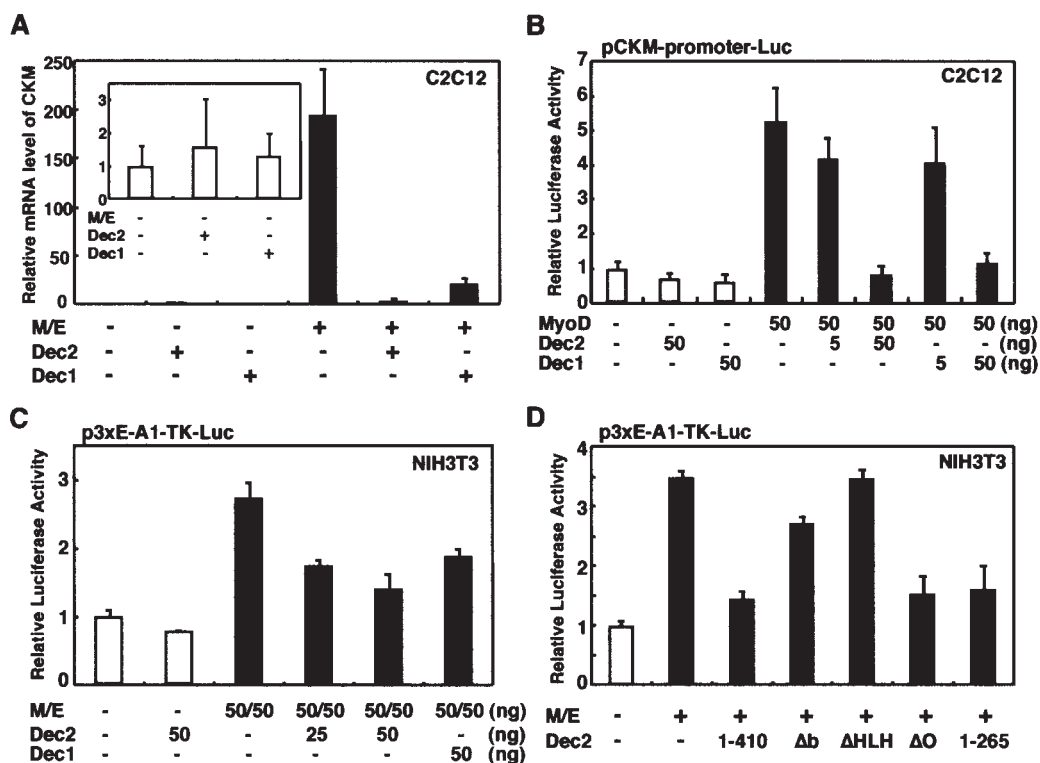 A
Relative mRNA level of CKM
250
200
150
100
50
0
C2C12
3
2
1
0
M/E - - -
Dec2 - + -
Dec1 - - +
M/E - - - + + +
Dec2 - + - - + -
Dec1 - - + - - +
B
pCKM-promoter-Luc
Relative Luciferase Activity
7
6
5
4
3
2
1
0
C2C12
MyoD - - - 50 50 50 50 50 (ng)
Dec2 - 50 - - 5 50 - - (ng)
Dec1 - - 50 - - - 5 50 (ng)
C
p3xE-A1-TK-Luc
Relative Luciferase Activity
3
2
1
0
NIH3T3
M/E - - 50/50 50/50 50/50 50/50 (ng)
Dec2 - 50 - 25 50 - (ng)
Dec1 - - - - - 50 (ng)
D
p3xE-A1-TK-Luc
Relative Luciferase Activity
4
3
2
1
0
NIH3T3
M/E - + + + + + +
Dec2 - - 1-410 Δb ΔHLH ΔO 1-265